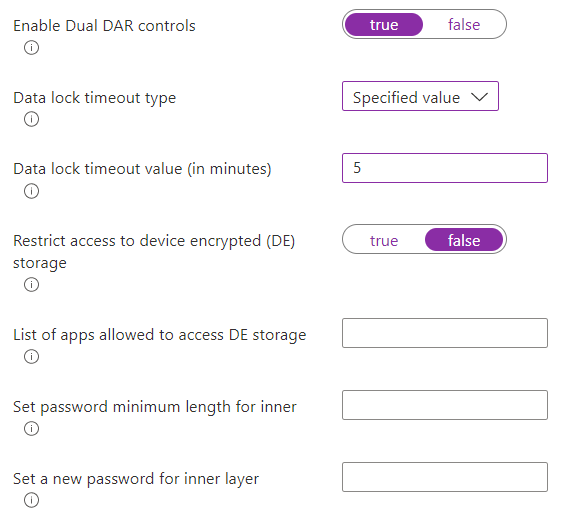 Enable Dual DAR controls
true false
Data lock timeout type
Specified value
Data lock timeout value (in minutes)
5
Restrict access to device encrypted (DE)
storage
true false
List of apps allowed to access DE storage
Set password minimum length for inner
Set a new password for inner layer